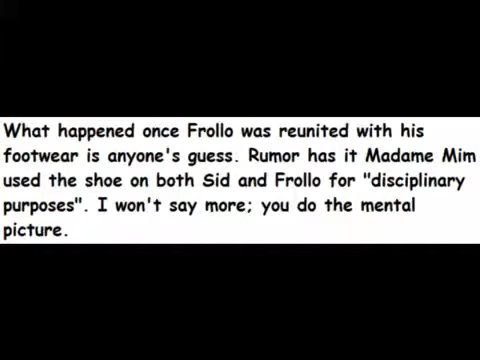 What happened once Frollo was reunited with his
footwear is anyone's guess. Rumor has it Madame Mim
used the shoe on both Sid and Frollo for "disciplinary
purposes". I won't say more; you do the mental
picture.